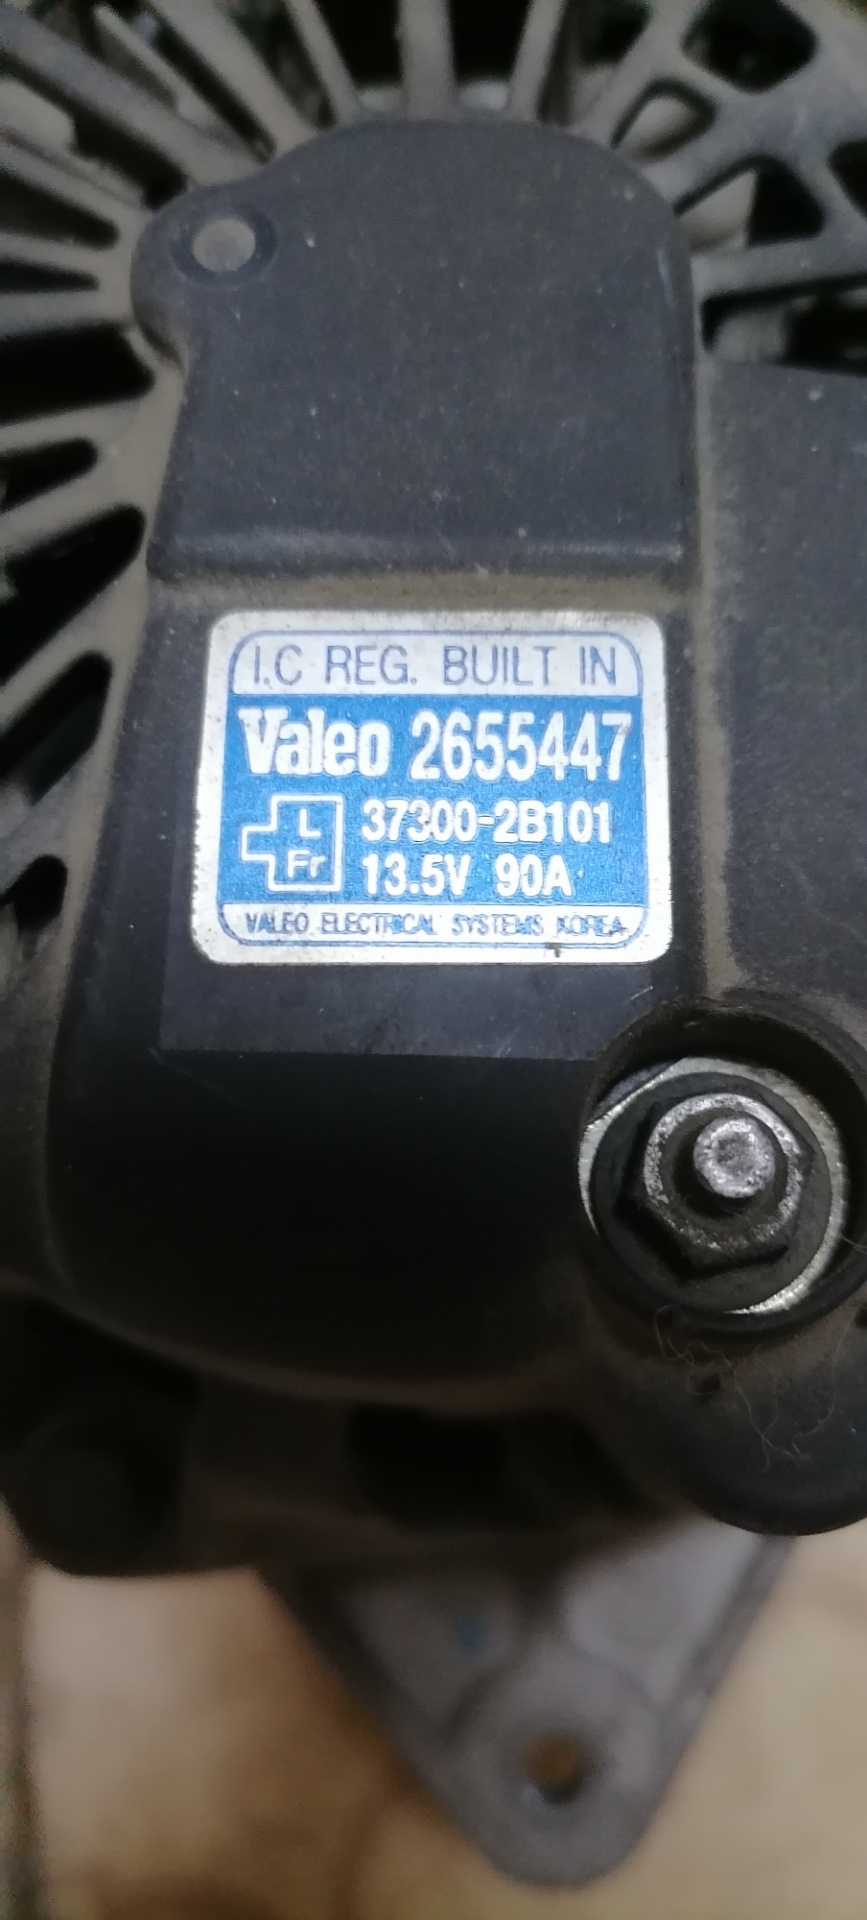 I.C REG. BUILT IN
Valeo 2655447
L 37300-2B101
Fr 13.5V 90A
VALEO ELECTRICAL SYSTEMS KOREA